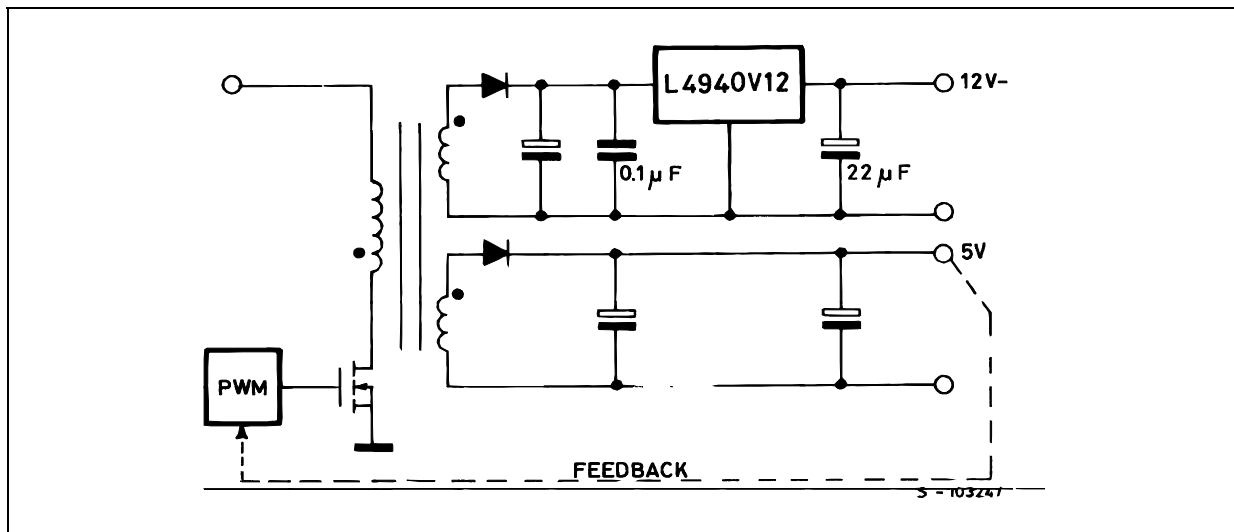 L4940V12
12V-
0.1µF
22µF
5V
PWM
FEEDBACK
S - 103247